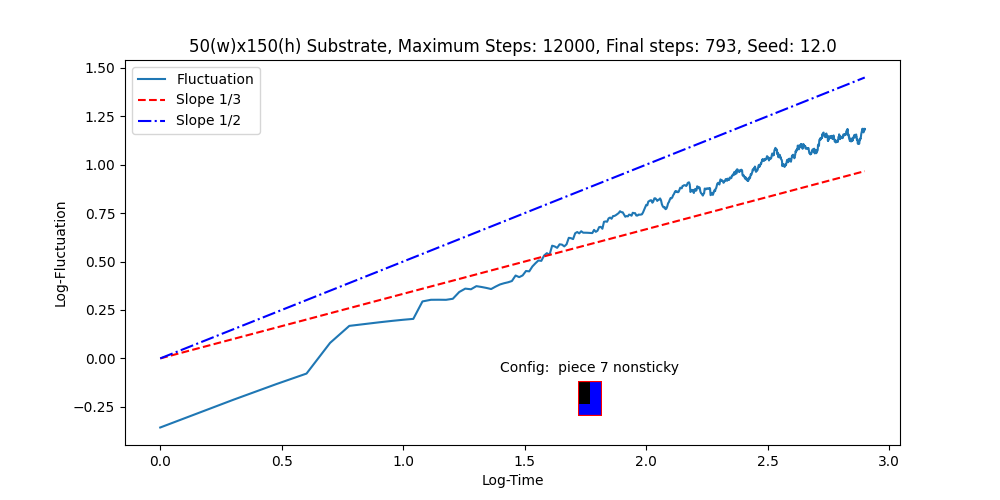 50(w)x150(h) Substrate, Maximum Steps: 12000, Final steps: 793, Seed: 12.0
1.50
1.25
1.00
0.75
0.50
0.25
0.00
−0.25
Log-Fluctuation
Fluctuation
Slope 1/3
Slope 1/2
Config:  piece 7 nonsticky
0.0 0.5 1.0 1.5 2.0 2.5 3.0
Log-Time